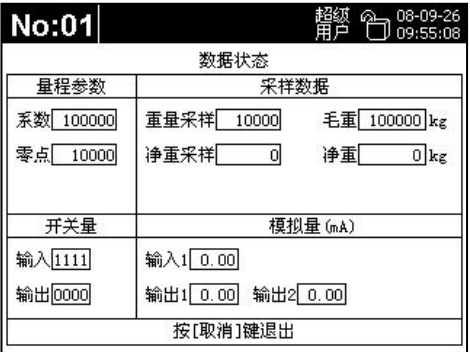 No:01 超级用户 08-09-26 09:55:08
数据状态
量程参数 采样数据
系数 100000 重量采样 10000 毛重 100000 kg
零点 10000 净重采样 0 净重 0 kg
开关量 模拟量(mA)
输入 1111 输入1 0.00
输出 0000 输出1 0.00 输出2 0.00
按[取消]键退出